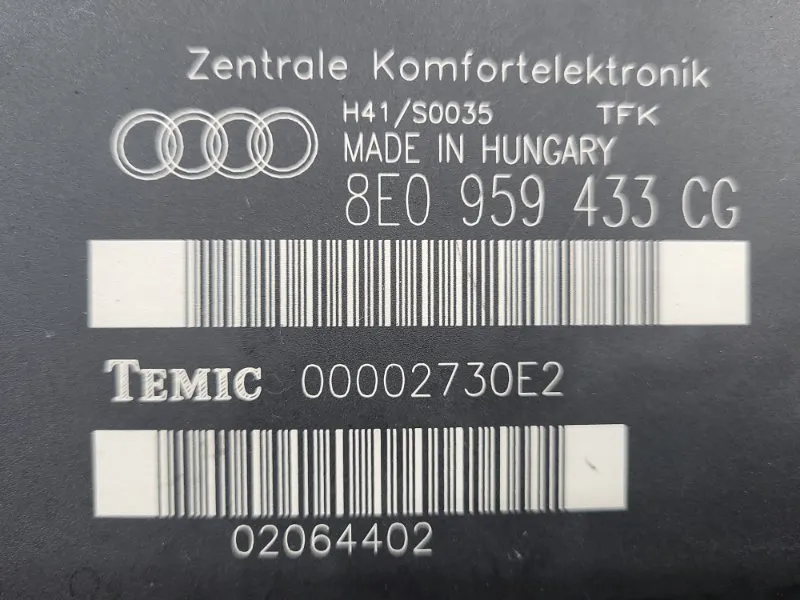 Zentrale Komfortelektronik
H41/S0035 TFK
MADE IN HUNGARY
8E0 959 433 CG
TEMIC 00002730E2
02064402